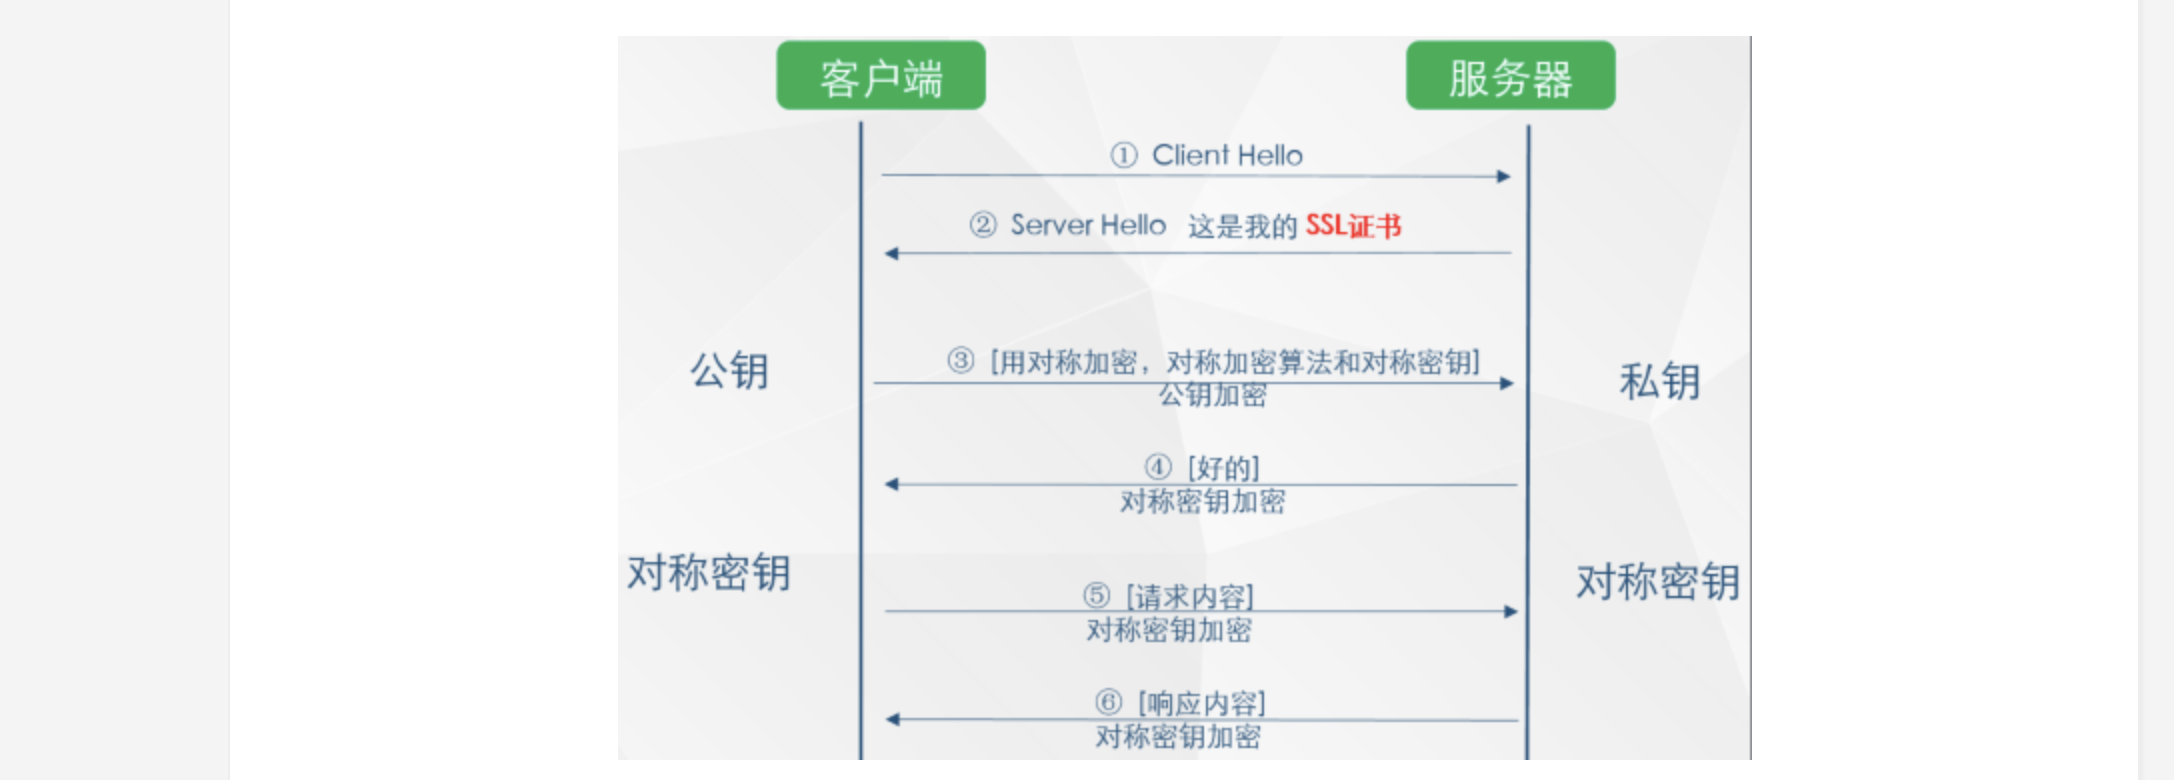 客户端
服务器
① Client Hello
② Server Hello 这是我的 SSL证书
公钥
③ [用对称加密，对称加密算法和对称密钥]
公钥加密
私钥
④ [好的]
对称密钥加密
对称密钥
对称密钥
⑤ [请求内容]
对称密钥加密
⑥ [响应内容]
对称密钥加密